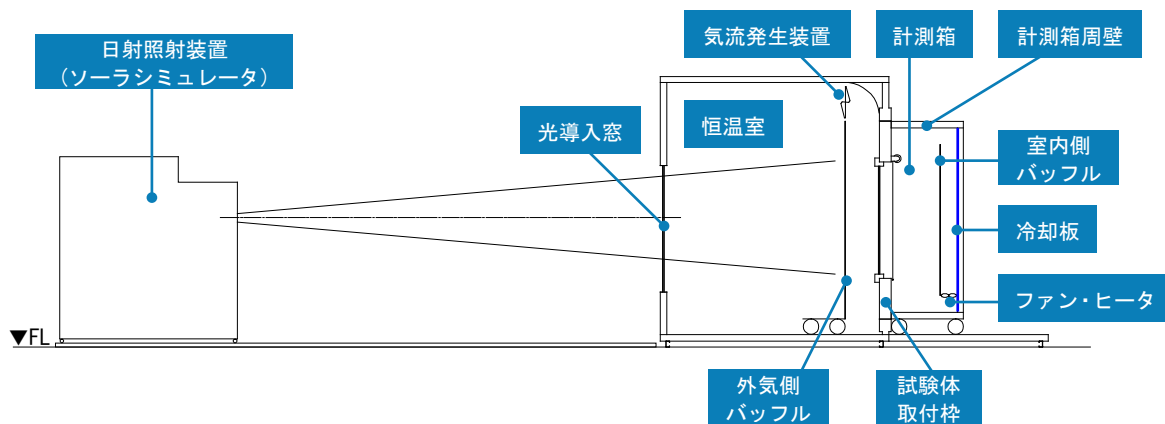 日射照射装置
（ソーラシミュレータ）
気流発生装置
計測箱
計測箱周壁
光導入窓
恒温室
室内側
バッフル
冷却板
ファン・ヒータ
▼FL
外気側
バッフル
試験体
取付枠